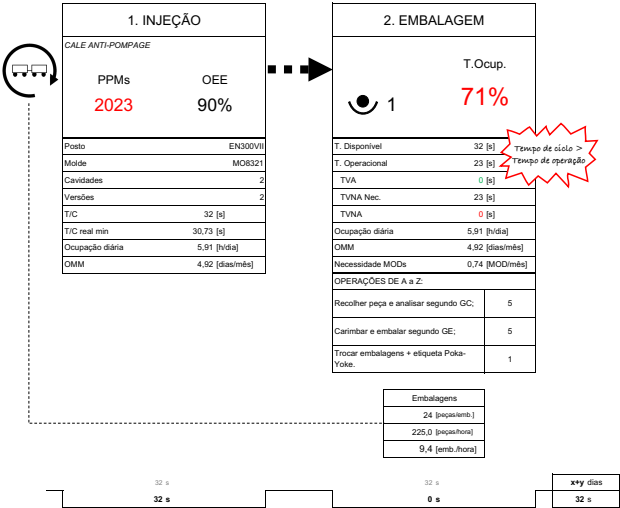 1. INJEÇÃO
CALE ANTI-POMPAGE
PPMs OEE
2023 90%
Posto EN300VII
Molde MO8321
Cavidades 2
Versões 2
T/C 32 [s]
T/C real min 30,73 [s]
Ocupação diária 5,91 [h/dia]
OMM 4,92 [dias/mês]
2. EMBALAGEM
T.Ocup.
1 71%
Tempo de ciclo >
Tempo de operação
T. Disponível 32 [s]
T. Operacional 23 [s]
TVA 0 [s]
TVNA Nec. 23 [s]
TVNA 0 [s]
Ocupação diária 5,91 [h/dia]
OMM 4,92 [dias/mês]
Necessidade MODs 0,74 [MOD/mês]
OPERAÇÕES DE A a Z:
Recolher peça e analisar segundo GC; 5
Carimbar e embalar segundo GE; 5
Trocar embalagens + etiqueta Poka-
Yoke. 1
Embalagens
24 [peças/emb.]
225,0 [peças/hora]
9,4 [emb./hora]
32 s 32 s x+y dias
32 s 0 s 32 s